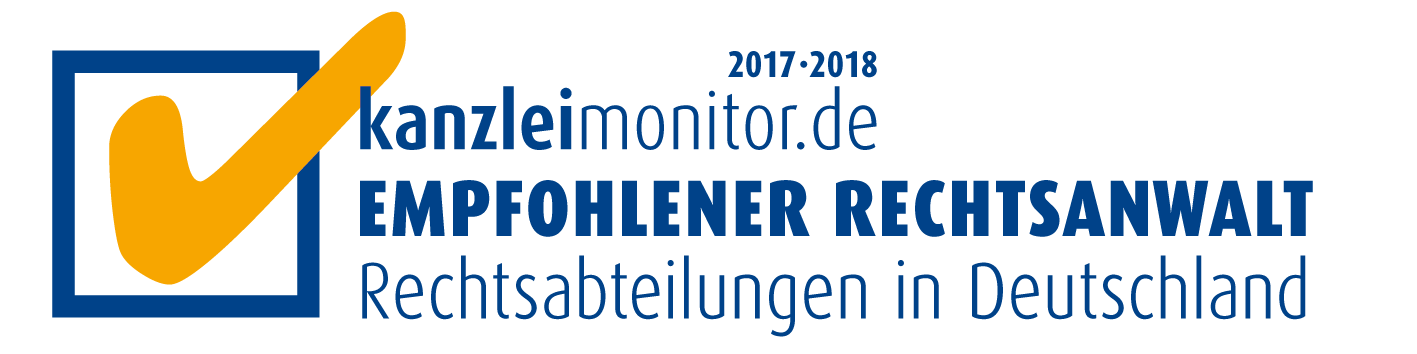 2017·2018
kanzleimonitor.de
EMPFOHLENER RECHTSANWALT
Rechtsabteilungen in Deutschland